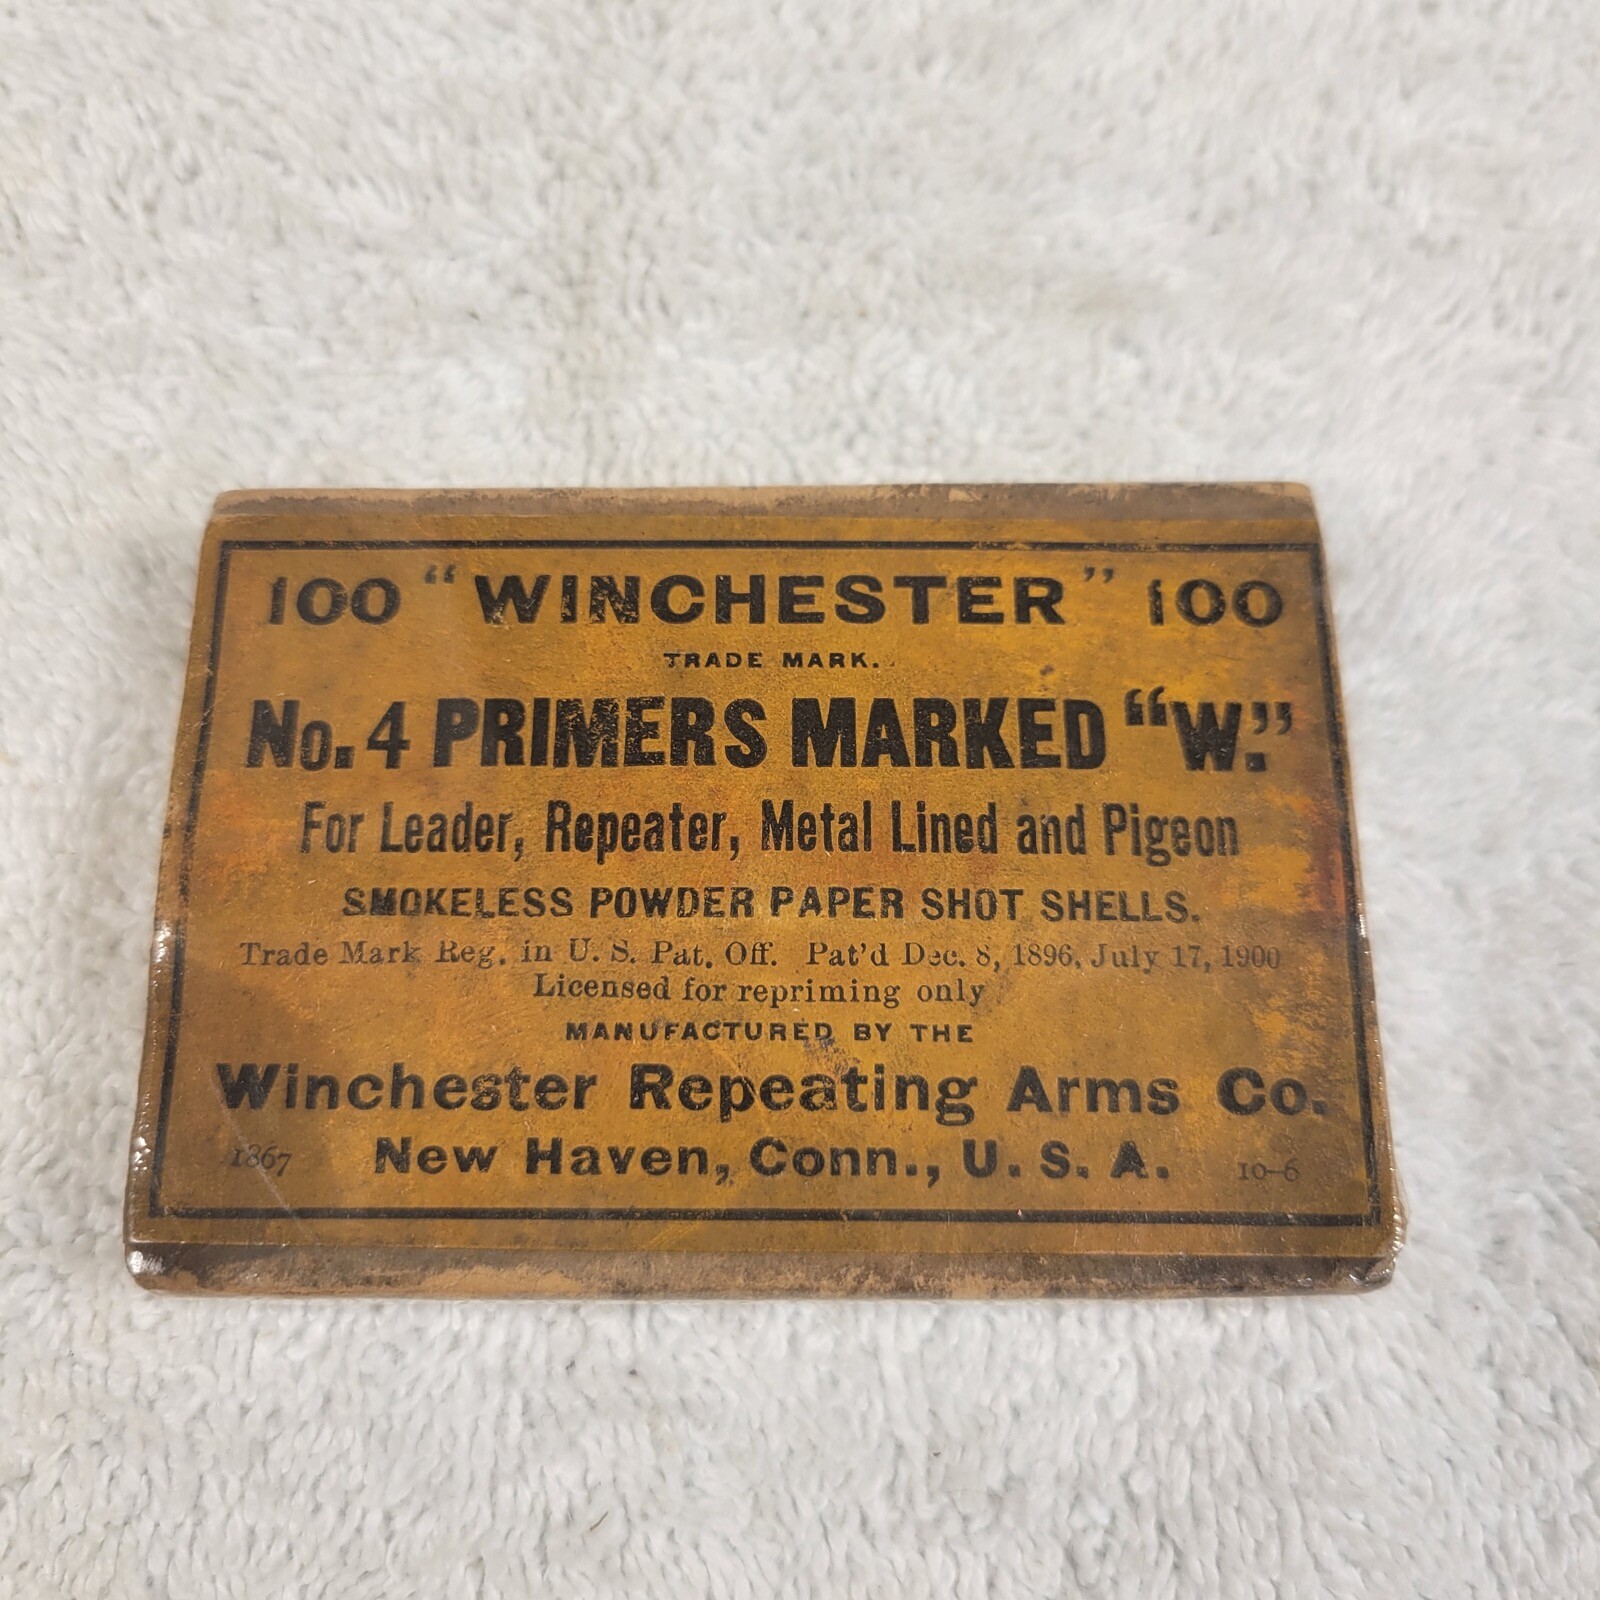 100 "WINCHESTER" 100
TRADE MARK.
No. 4 PRIMERS MARKED "W."
For Leader, Repeater, Metal Lined and Pigeon
SMOKELESS POWDER PAPER SHOT SHELLS.
Trade Mark Reg. in U. S. Pat. Off. Pat'd Dec. 8, 1896, July 17, 1900
Licensed for repriming only
MANUFACTURED BY THE
Winchester Repeating Arms Co.
1867 New Haven, Conn., U. S. A. 10-6